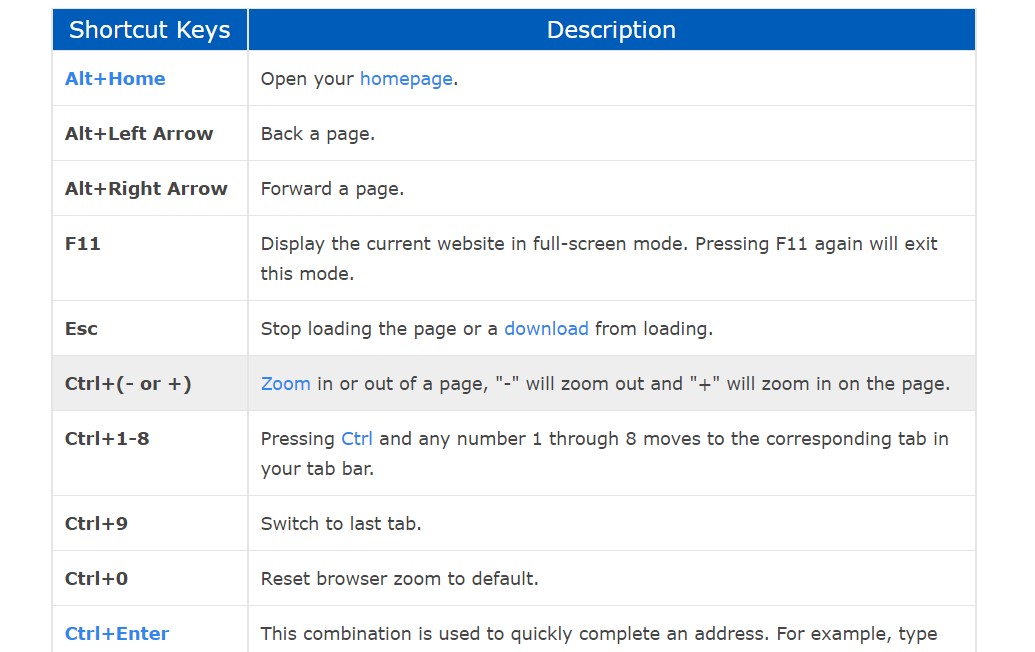 Shortcut Keys Description
Alt+Home Open your homepage.
Alt+Left Arrow Back a page.
Alt+Right Arrow Forward a page.
F11 Display the current website in full-screen mode. Pressing F11 again will exit
this mode.
Esc Stop loading the page or a download from loading.
Ctrl+(- or +) Zoom in or out of a page, "-" will zoom out and "+" will zoom in on the page.
Ctrl+1-8 Pressing Ctrl and any number 1 through 8 moves to the corresponding tab in
your tab bar.
Ctrl+9 Switch to last tab.
Ctrl+0 Reset browser zoom to default.
Ctrl+Enter This combination is used to quickly complete an address. For example, type